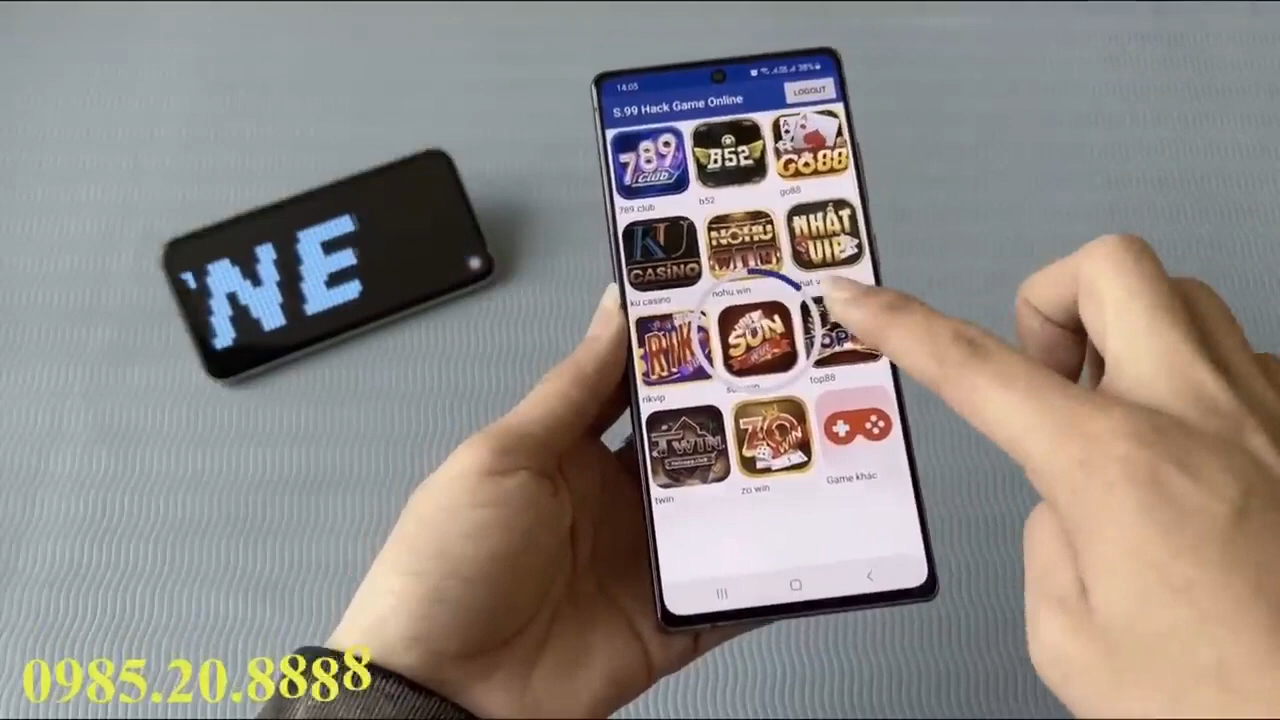 14:05
38%
S.99 Hack Game Online
LOGOUT
789 Club
B52
GO88
789.club
b52
go88
KU CASINO
NOHU WIN
NHẤT VIP
ku casino
nohu.win
RIK
SUN
rikvip
top88
TWIN
ZO WIN
twin
zo win
Game khác
'NE
0985.20.8888